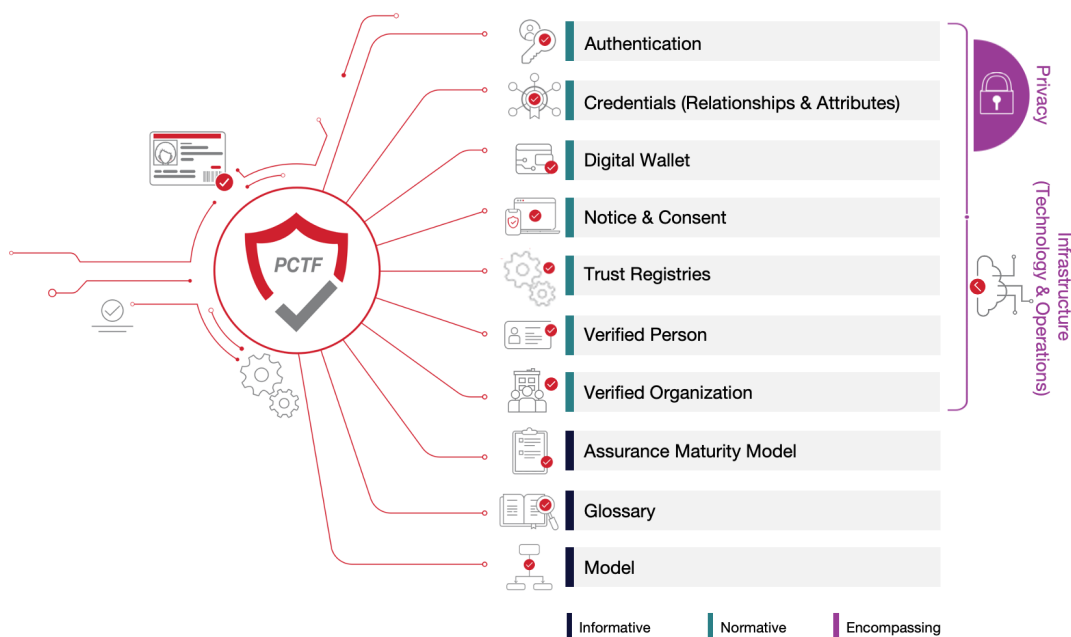 PCTF
Authentication
Credentials (Relationships & Attributes)
Digital Wallet
Notice & Consent
Trust Registries
Verified Person
Verified Organization
Assurance Maturity Model
Glossary
Model
Privacy
Infrastructure
(Technology & Operations)
Informative
Normative
Encompassing